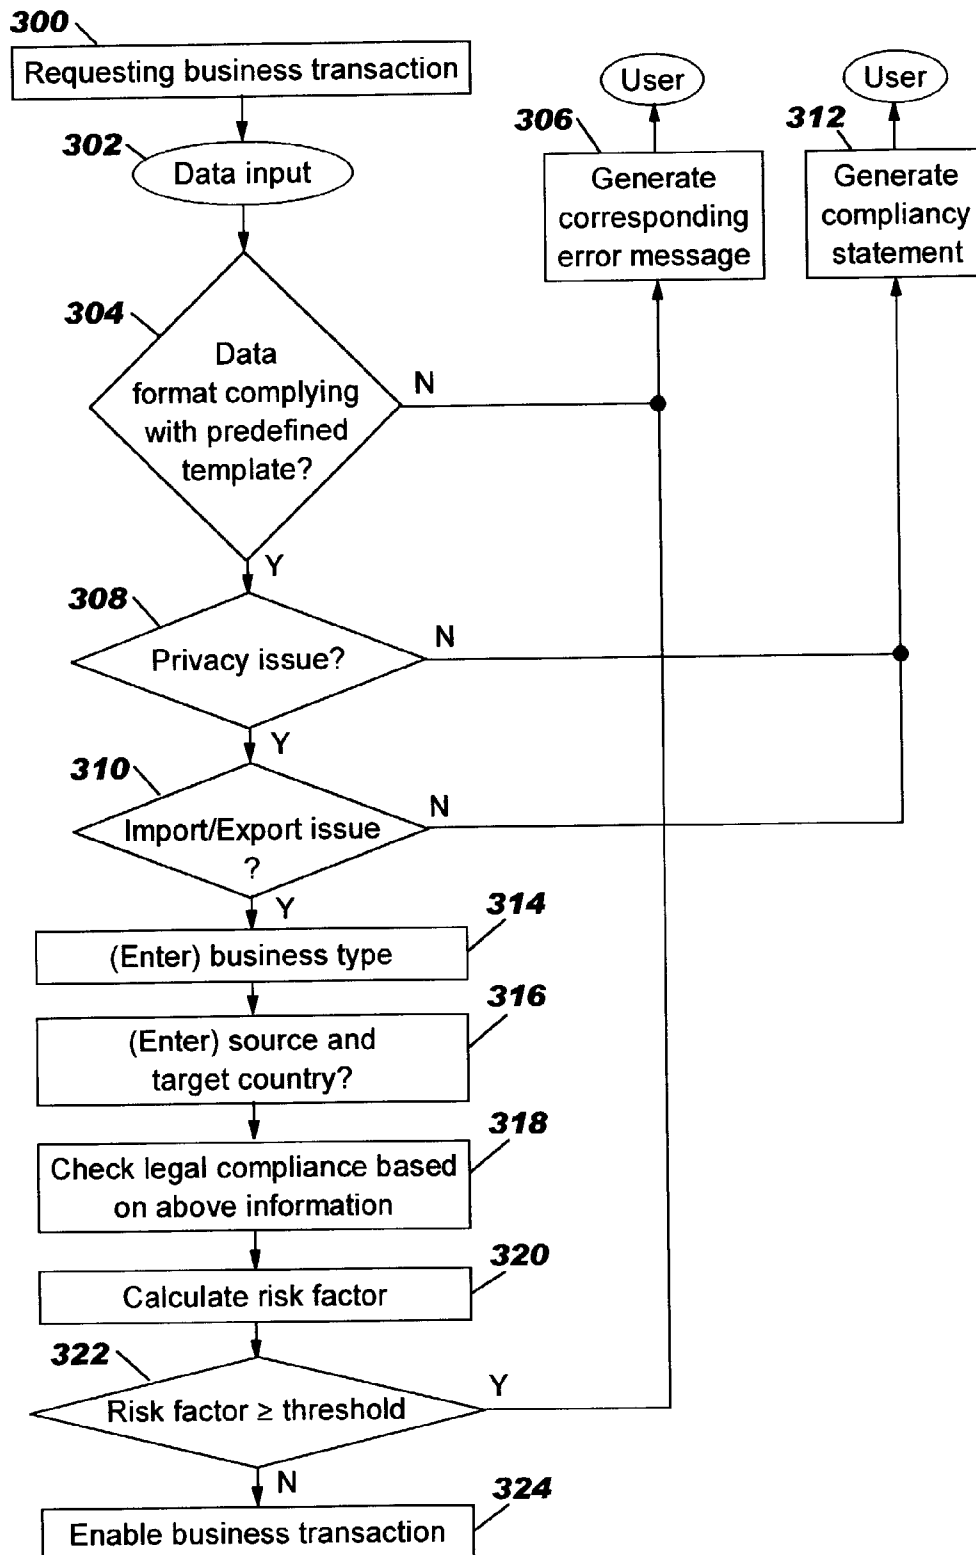 300
Requesting business transaction
User
User
302
306
312
Data input
Generate
corresponding
error message
Generate
compliancy
statement
304
Data
format complying
with predefined
template?
N
Y
308
Privacy issue?
N
Y
310
Import/Export issue
?
N
Y
314
(Enter) business type
316
(Enter) source and
target country?
318
Check legal compliance based
on above information
320
Calculate risk factor
322
Risk factor ≥ threshold
Y
N
324
Enable business transaction